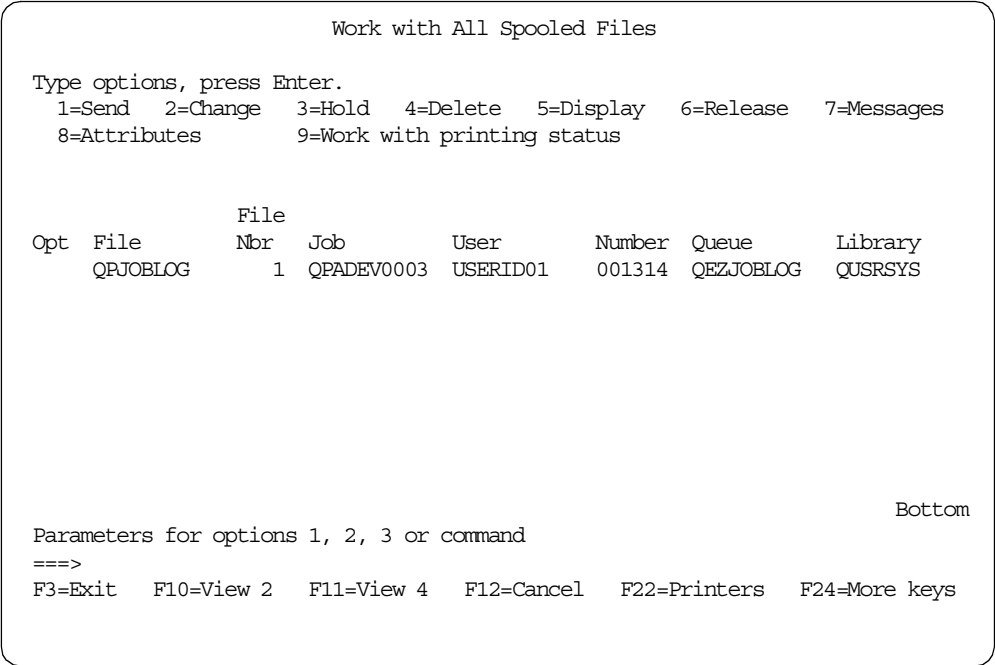 Work with All Spooled Files
Type options, press Enter.
1=Send 2=Change 3=Hold 4=Delete 5=Display 6=Release 7=Messages
8=Attributes 9=Work with printing status
File
Opt File Nbr Job User Number Queue Library
QPJOBLOG 1 QPADEV0003 USERID01 001314 QEZJOBLOG QUSRSYS
Bottom
Parameters for options 1, 2, 3 or command
===>
F3=Exit F10=View 2 F11=View 4 F12=Cancel F22=Printers F24=More keys